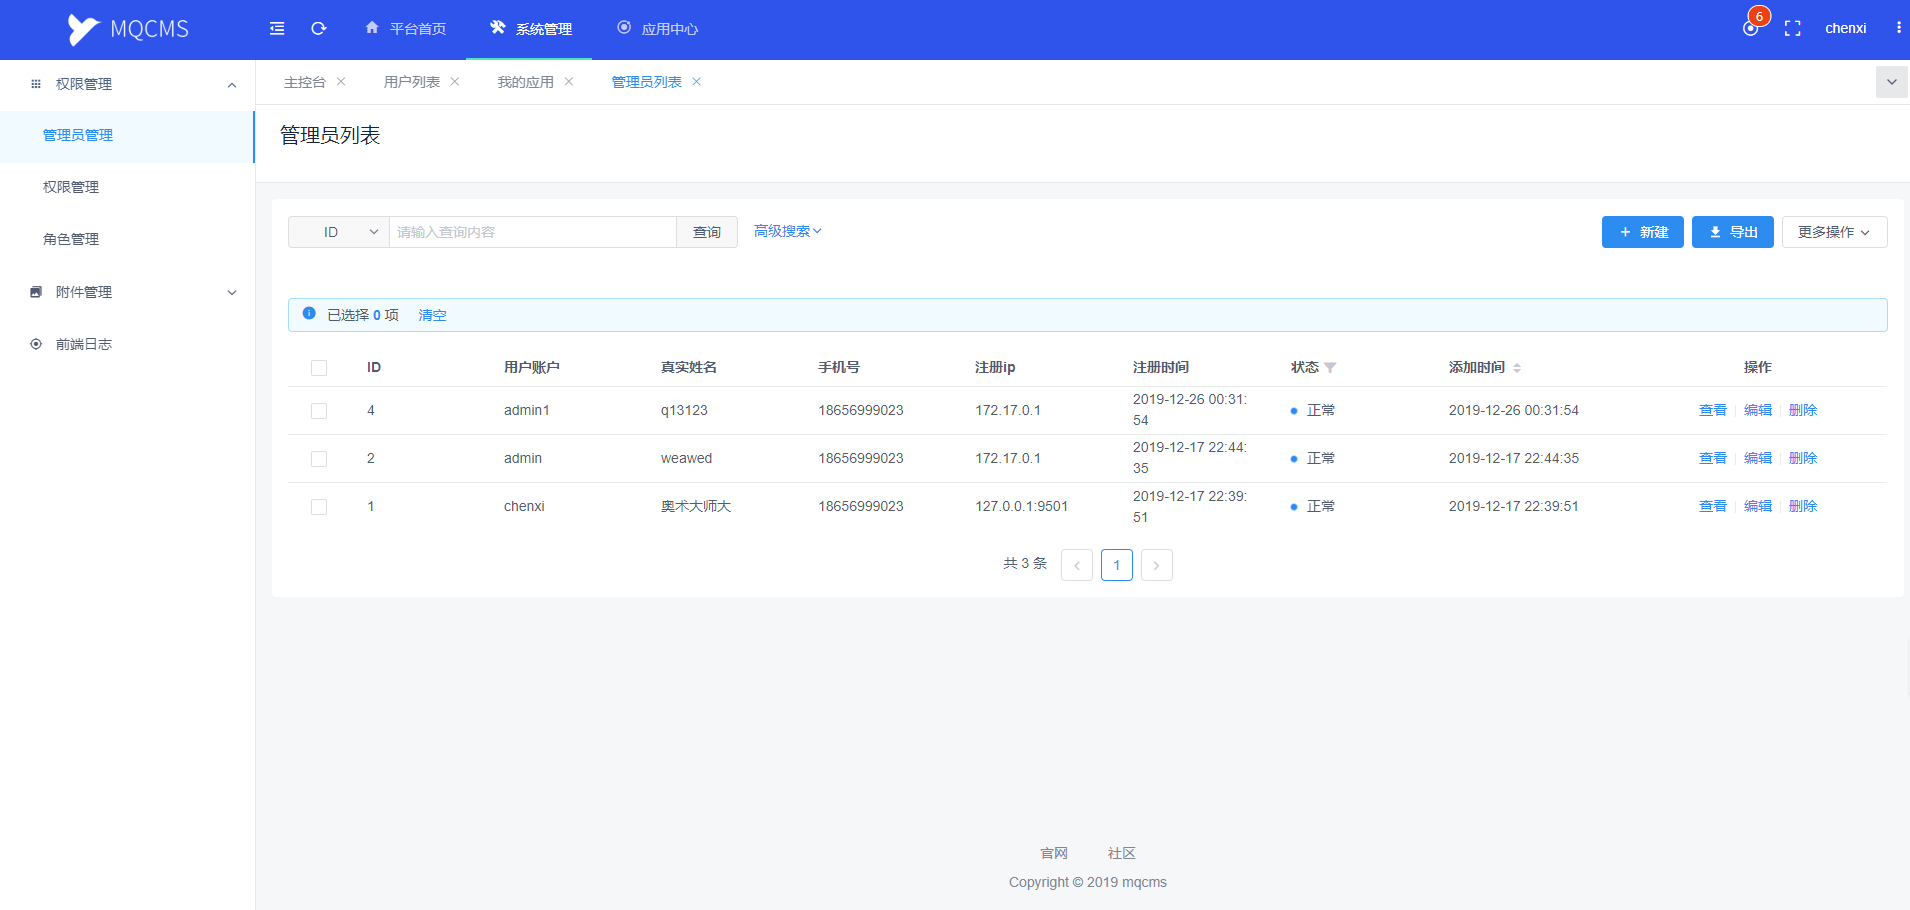 MQCMS 平台首页 系统管理 应用中心 6 chenxi
权限管理
管理员管理
权限管理
角色管理
附件管理
前端日志
主控台 用户列表 我的应用 管理员列表
管理员列表
ID 请输入查询内容 查询 高级搜索 新建 导出 更多操作
已选择 0 项 清空
ID 用户账户 真实姓名 手机号 注册ip 注册时间 状态 添加时间 操作
4 admin1 q13123 18656999023 172.17.0.1 2019-12-26 00:31:54 正常 2019-12-26 00:31:54 查看 编辑 删除
2 admin weawed 18656999023 172.17.0.1 2019-12-17 22:44:35 正常 2019-12-17 22:44:35 查看 编辑 删除
1 chenxi 奥术大师大 18656999023 127.0.0.1:9501 2019-12-17 22:39:51 正常 2019-12-17 22:39:51 查看 编辑 删除
共 3 条 1
官网 社区
Copyright © 2019 mqcms